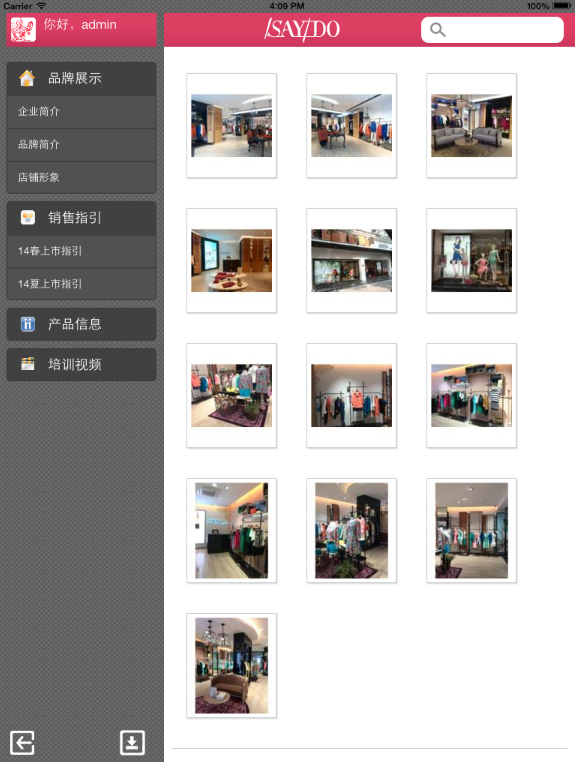 Carrier
4:09 PM
100%
你好，admin
ISAYIDO
品牌展示
企业简介
品牌简介
店铺形象
销售指引
14春上市指引
14夏上市指引
产品信息
培训视频